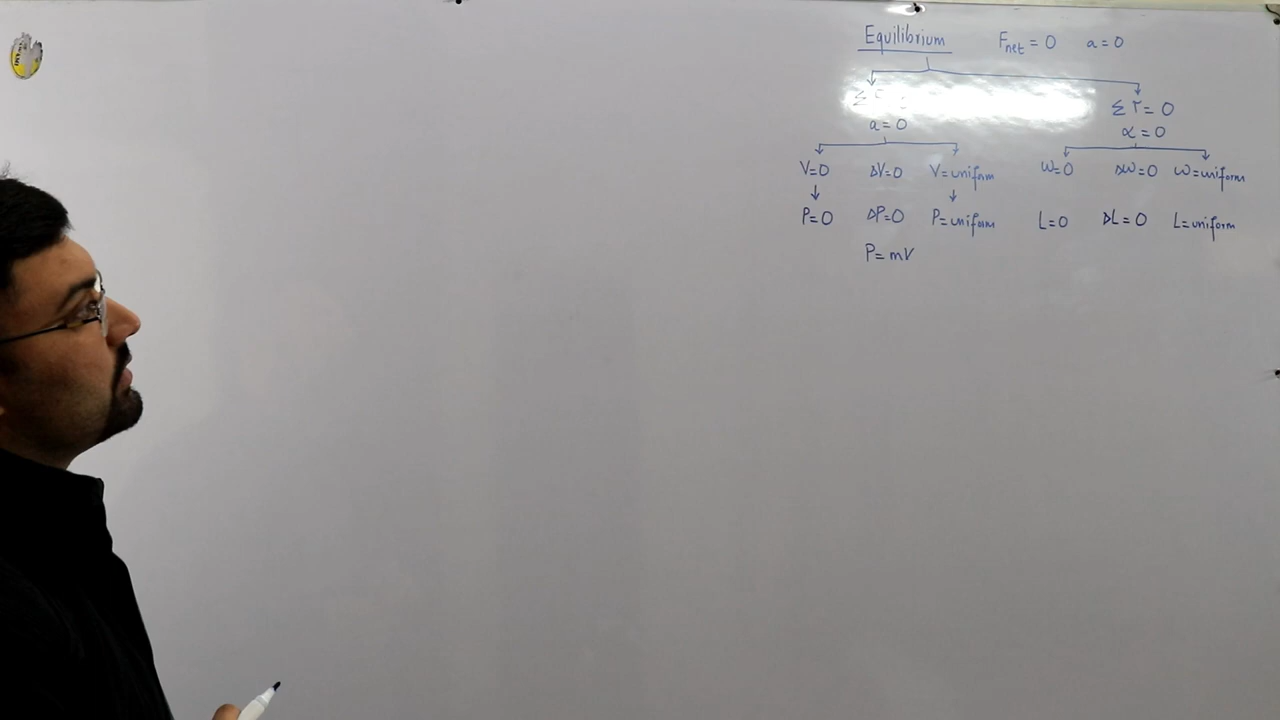 Equilibrium Fnet = 0 a = 0
Σ τ = 0
a = 0 α = 0
V=0 ΔV=0 V=uniform ω=0 Δω=0 ω=uniform
P=0 ΔP=0 P=uniform L=0 ΔL=0 L=uniform
P=mV